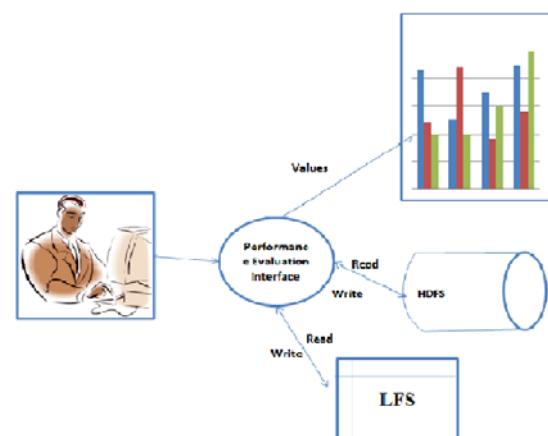 Values
Performanc
e Evaluation
Interface
Read
Write
HDFS
Read
Write
LFS